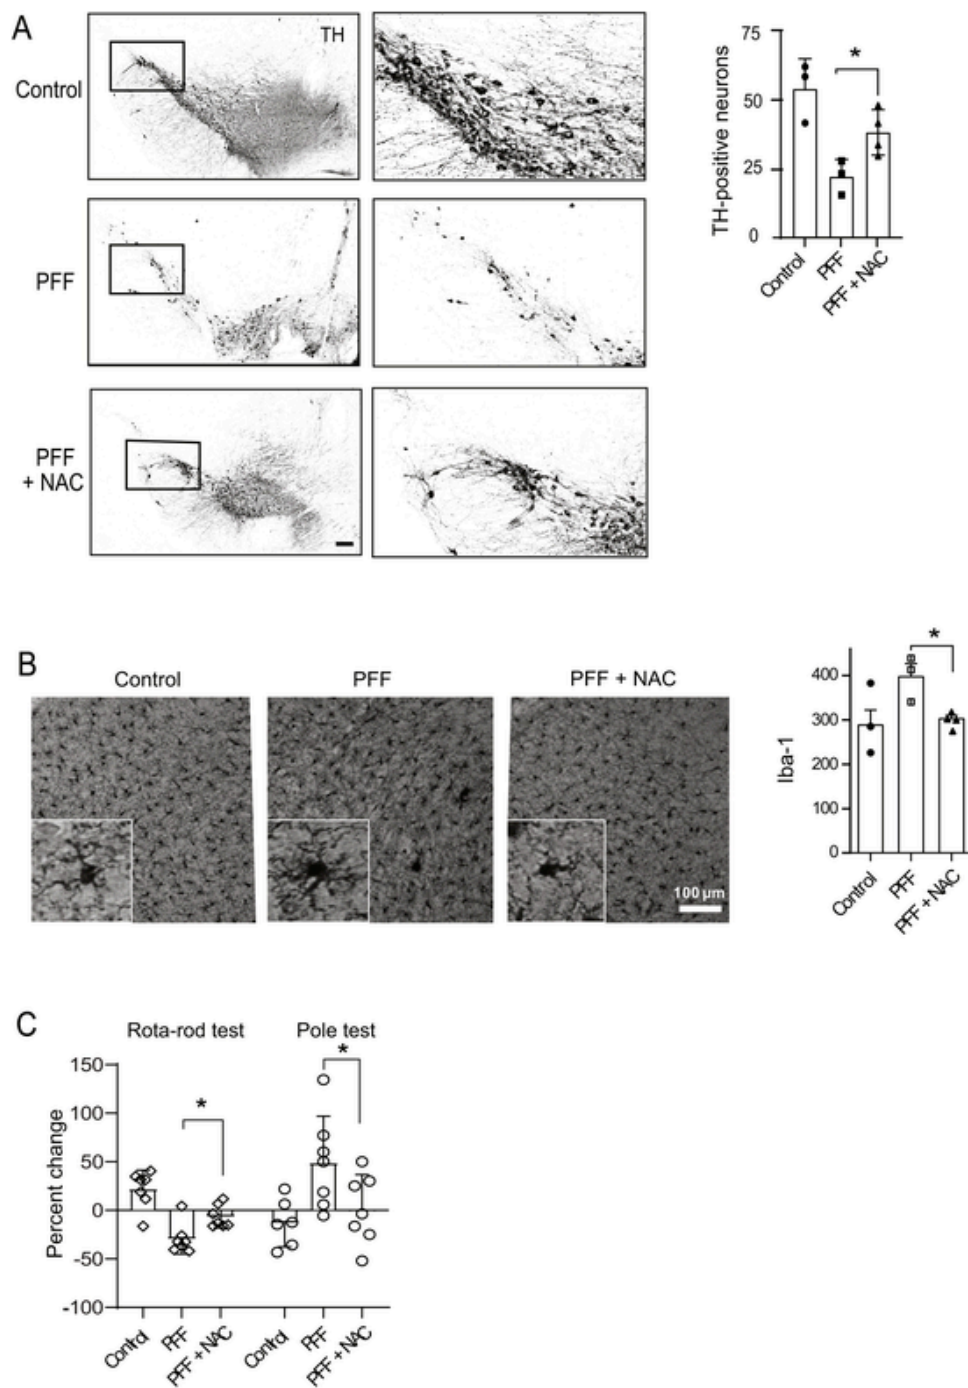 A
TH
Control
PFF
PFF
+ NAC
TH-positive neurons
75
50
25
0
*
Control
PFF
PFF + NAC
B
Control
PFF
PFF + NAC
100 µm
Iba-1
400
300
200
100
0
*
Control
PFF
PFF + NAC
C
Rota-rod test
Pole test
Percent change
150
100
50
0
-50
-100
*
*
Control
PFF
PFF + NAC
Control
PFF
PFF + NAC